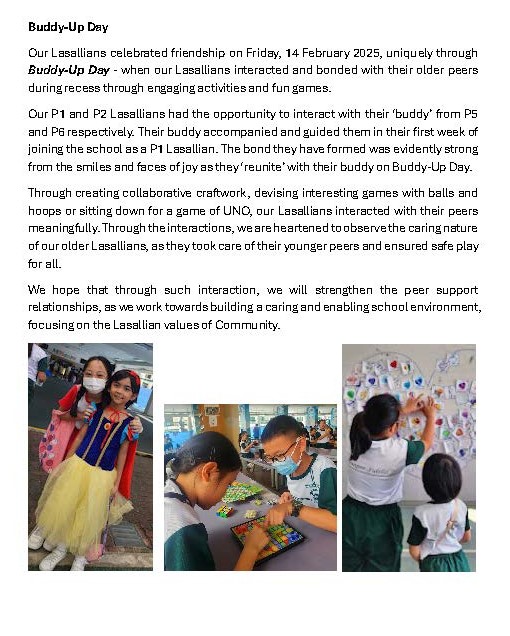 Buddy-Up Day
Our Lasallians celebrated friendship on Friday, 14 February 2025, uniquely through
Buddy-Up Day - when our Lasallians interacted and bonded with their older peers
during recess through engaging activities and fun games.
Our P1 and P2 Lasallians had the opportunity to interact with their ‘buddy’ from P5
and P6 respectively. Their buddy accompanied and guided them in their first week of
joining the school as a P1 Lasallian. The bond they have formed was evidently strong
from the smiles and faces of joy as they ‘reunite’ with their buddy on Buddy-Up Day.
Through creating collaborative craftwork, devising interesting games with balls and
hoops or sitting down for a game of UNO, our Lasallians interacted with their peers
meaningfully. Through the interactions, we are heartened to observe the caring nature
of our older Lasallians, as they took care of their younger peers and ensured safe play
for all.
We hope that through such interaction, we will strengthen the peer support
relationships, as we work towards building a caring and enabling school environment,
focusing on the Lasallian values of Community.